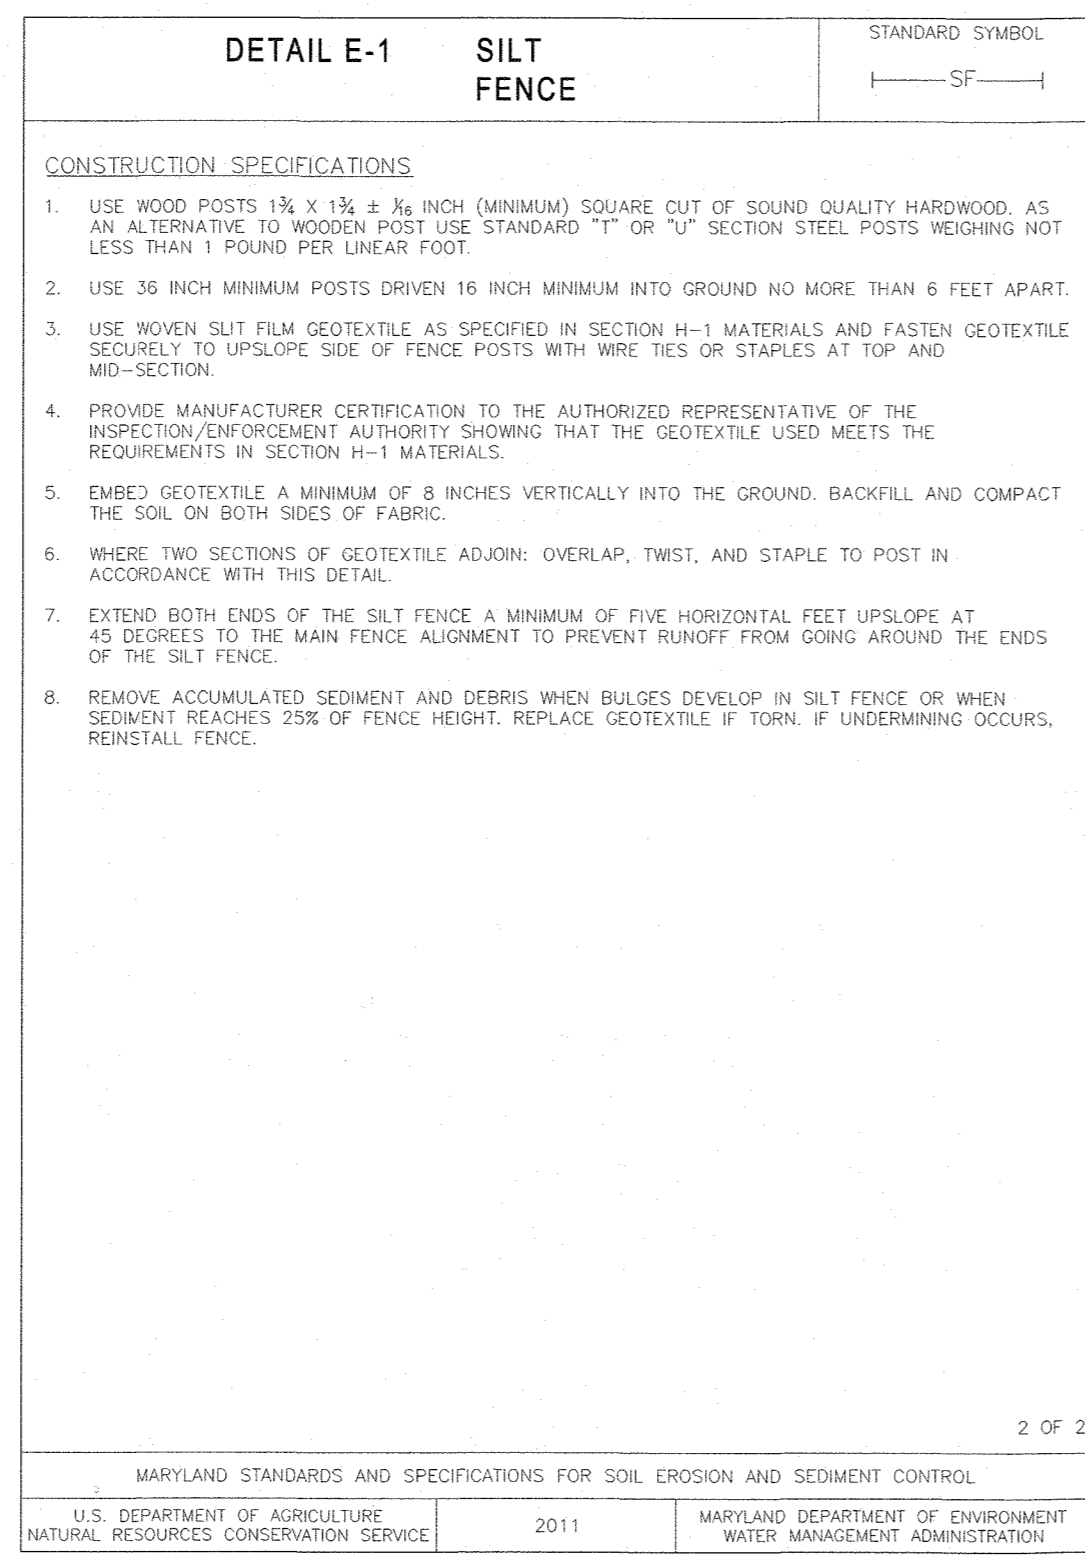 DETAIL E-1 SILT
FENCE
STANDARD SYMBOL
SF
CONSTRUCTION SPECIFICATIONS
1. USE WOOD POSTS 1¾ X 1¾ ± 1⁄16 INCH (MINIMUM) SQUARE CUT OF SOUND QUALITY HARDWOOD. AS
AN ALTERNATIVE TO WOODEN POST USE STANDARD "T" OR "U" SECTION STEEL POSTS WEIGHING NOT
LESS THAN 1 POUND PER LINEAR FOOT.
2. USE 36 INCH MINIMUM POSTS DRIVEN 16 INCH MINIMUM INTO GROUND NO MORE THAN 6 FEET APART.
3. USE WOVEN SLIT FILM GEOTEXTILE AS SPECIFIED IN SECTION H-1 MATERIALS AND FASTEN GEOTEXTILE
SECURELY TO UPSLOPE SIDE OF FENCE POSTS WITH WIRE TIES OR STAPLES AT TOP AND
MID-SECTION.
4. PROVIDE MANUFACTURER CERTIFICATION TO THE AUTHORIZED REPRESENTATIVE OF THE
INSPECTION/ENFORCEMENT AUTHORITY SHOWING THAT THE GEOTEXTILE USED MEETS THE
REQUIREMENTS IN SECTION H-1 MATERIALS.
5. EMBED GEOTEXTILE A MINIMUM OF 8 INCHES VERTICALLY INTO THE GROUND. BACKFILL AND COMPACT
THE SOIL ON BOTH SIDES OF FABRIC.
6. WHERE TWO SECTIONS OF GEOTEXTILE ADJOIN: OVERLAP, TWIST, AND STAPLE TO POST IN
ACCORDANCE WITH THIS DETAIL.
7. EXTEND BOTH ENDS OF THE SILT FENCE A MINIMUM OF FIVE HORIZONTAL FEET UPSLOPE AT
45 DEGREES TO THE MAIN FENCE ALIGNMENT TO PREVENT RUNOFF FROM GOING AROUND THE ENDS
OF THE SILT FENCE.
8. REMOVE ACCUMULATED SEDIMENT AND DEBRIS WHEN BULGES DEVELOP IN SILT FENCE OR WHEN
SEDIMENT REACHES 25% OF FENCE HEIGHT. REPLACE GEOTEXTILE IF TORN. IF UNDERMINING OCCURS,
REINSTALL FENCE.
2 OF 2
MARYLAND STANDARDS AND SPECIFICATIONS FOR SOIL EROSION AND SEDIMENT CONTROL
U.S. DEPARTMENT OF AGRICULTURE
NATURAL RESOURCES CONSERVATION SERVICE
2011
MARYLAND DEPARTMENT OF ENVIRONMENT
WATER MANAGEMENT ADMINISTRATION